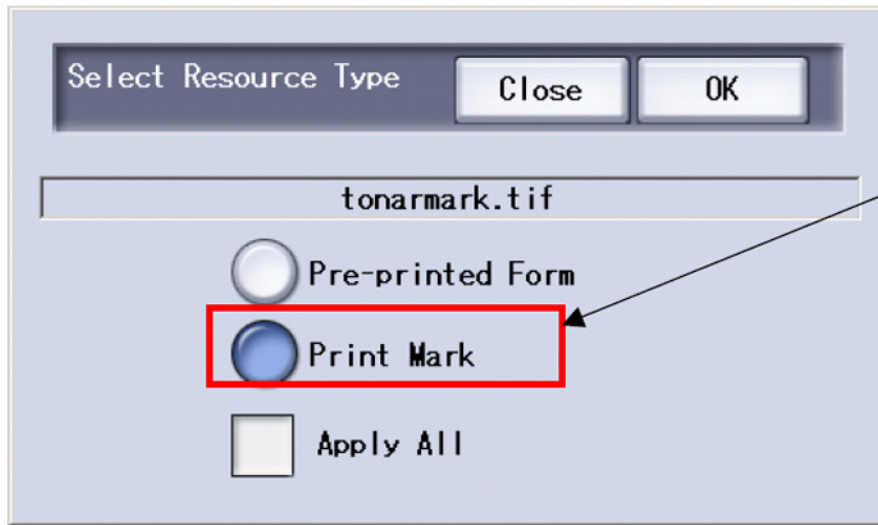 Select Resource Type Close OK
tonarmark.tif
Pre-printed Form
Print Mark
Apply All